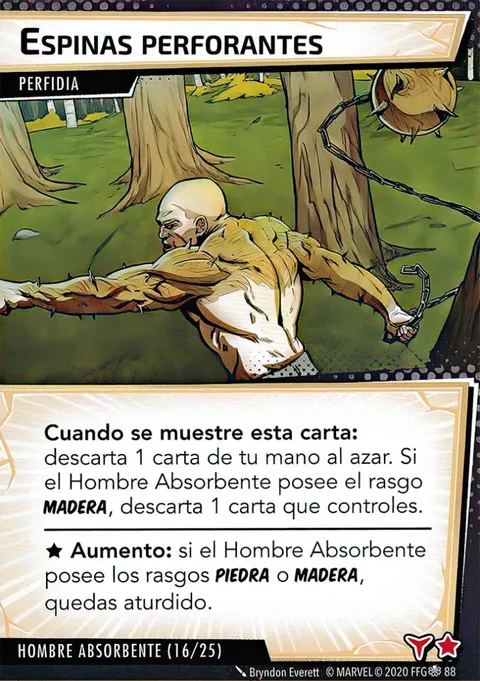 ESPINAS PERFORANTES
PERFIDIA
Cuando se muestre esta carta:
descarta 1 carta de tu mano al azar. Si
el Hombre Absorbente posee el rasgo
MADERA, descarta 1 carta que controles.
★ Aumento: si el Hombre Absorbente
posee los rasgos PIEDRA o MADERA,
quedas aturdido.
HOMBRE ABSORBENTE (16/25)
Bryndon Everett © MARVEL © 2020 FFG 88